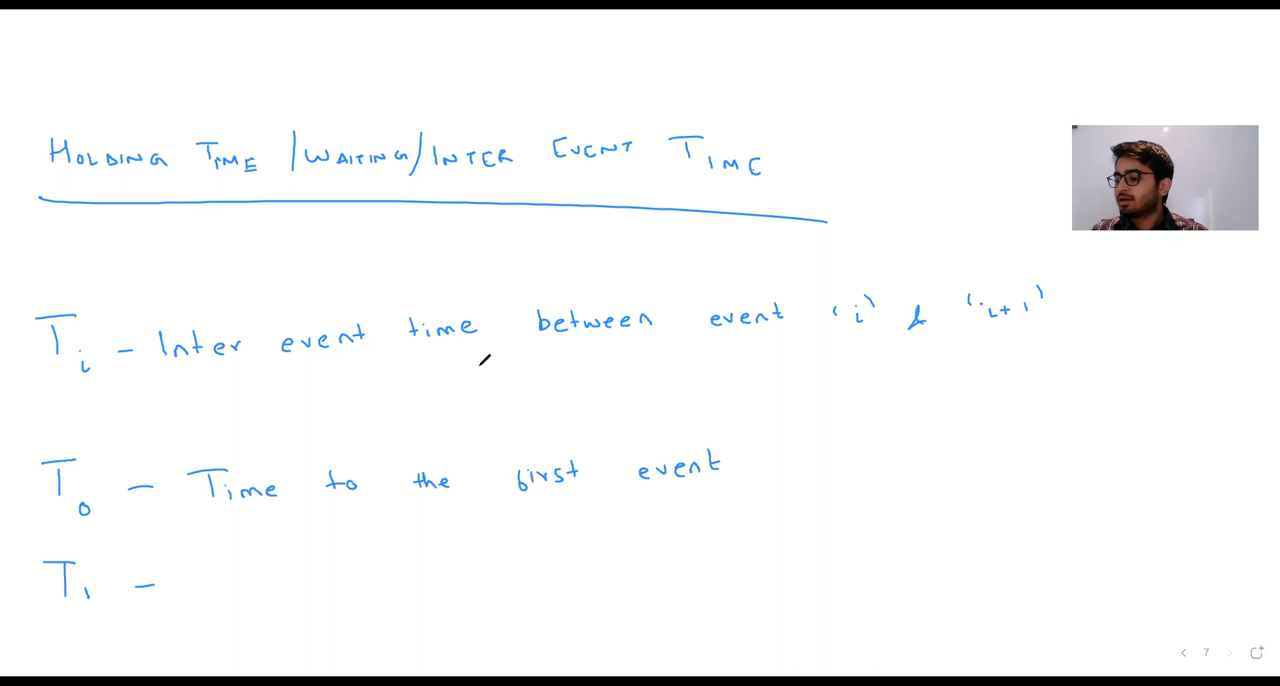 HOLDING TIME /WAITING/INTER EVENT TIME
Ti - Inter event time between event 'i' & 'i+1'
T0 - Time to the first event
T1 -
7